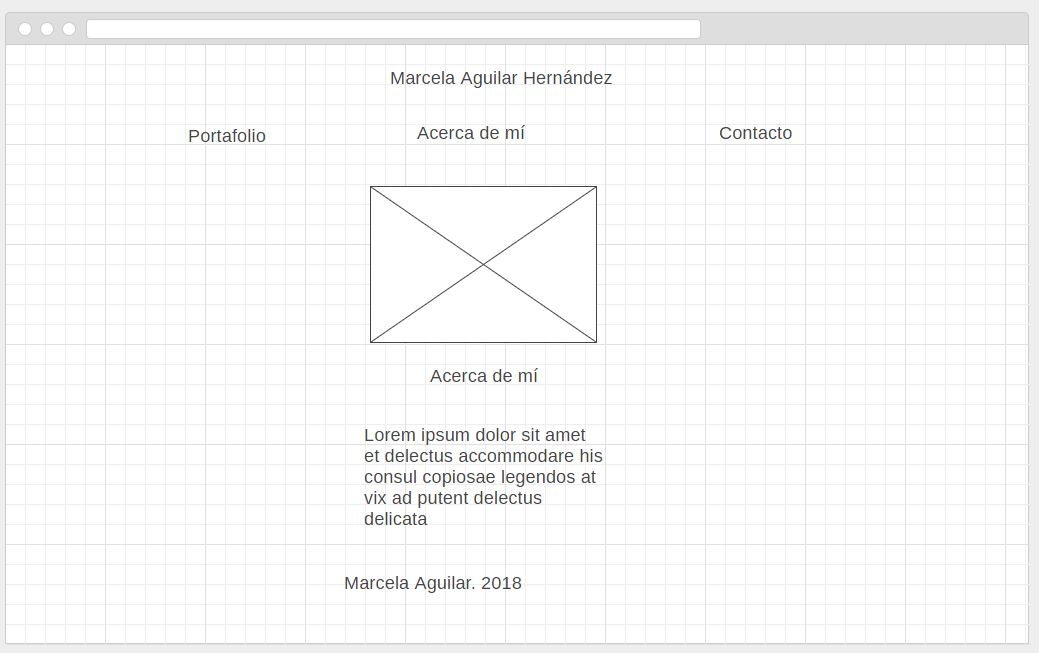 Marcela Aguilar Hernández
Portafolio
Acerca de mí
Contacto
Acerca de mí
Lorem ipsum dolor sit amet
et delectus accommodare his
consul copiosae legendos at
vix ad putent delectus
delicata
Marcela Aguilar. 2018